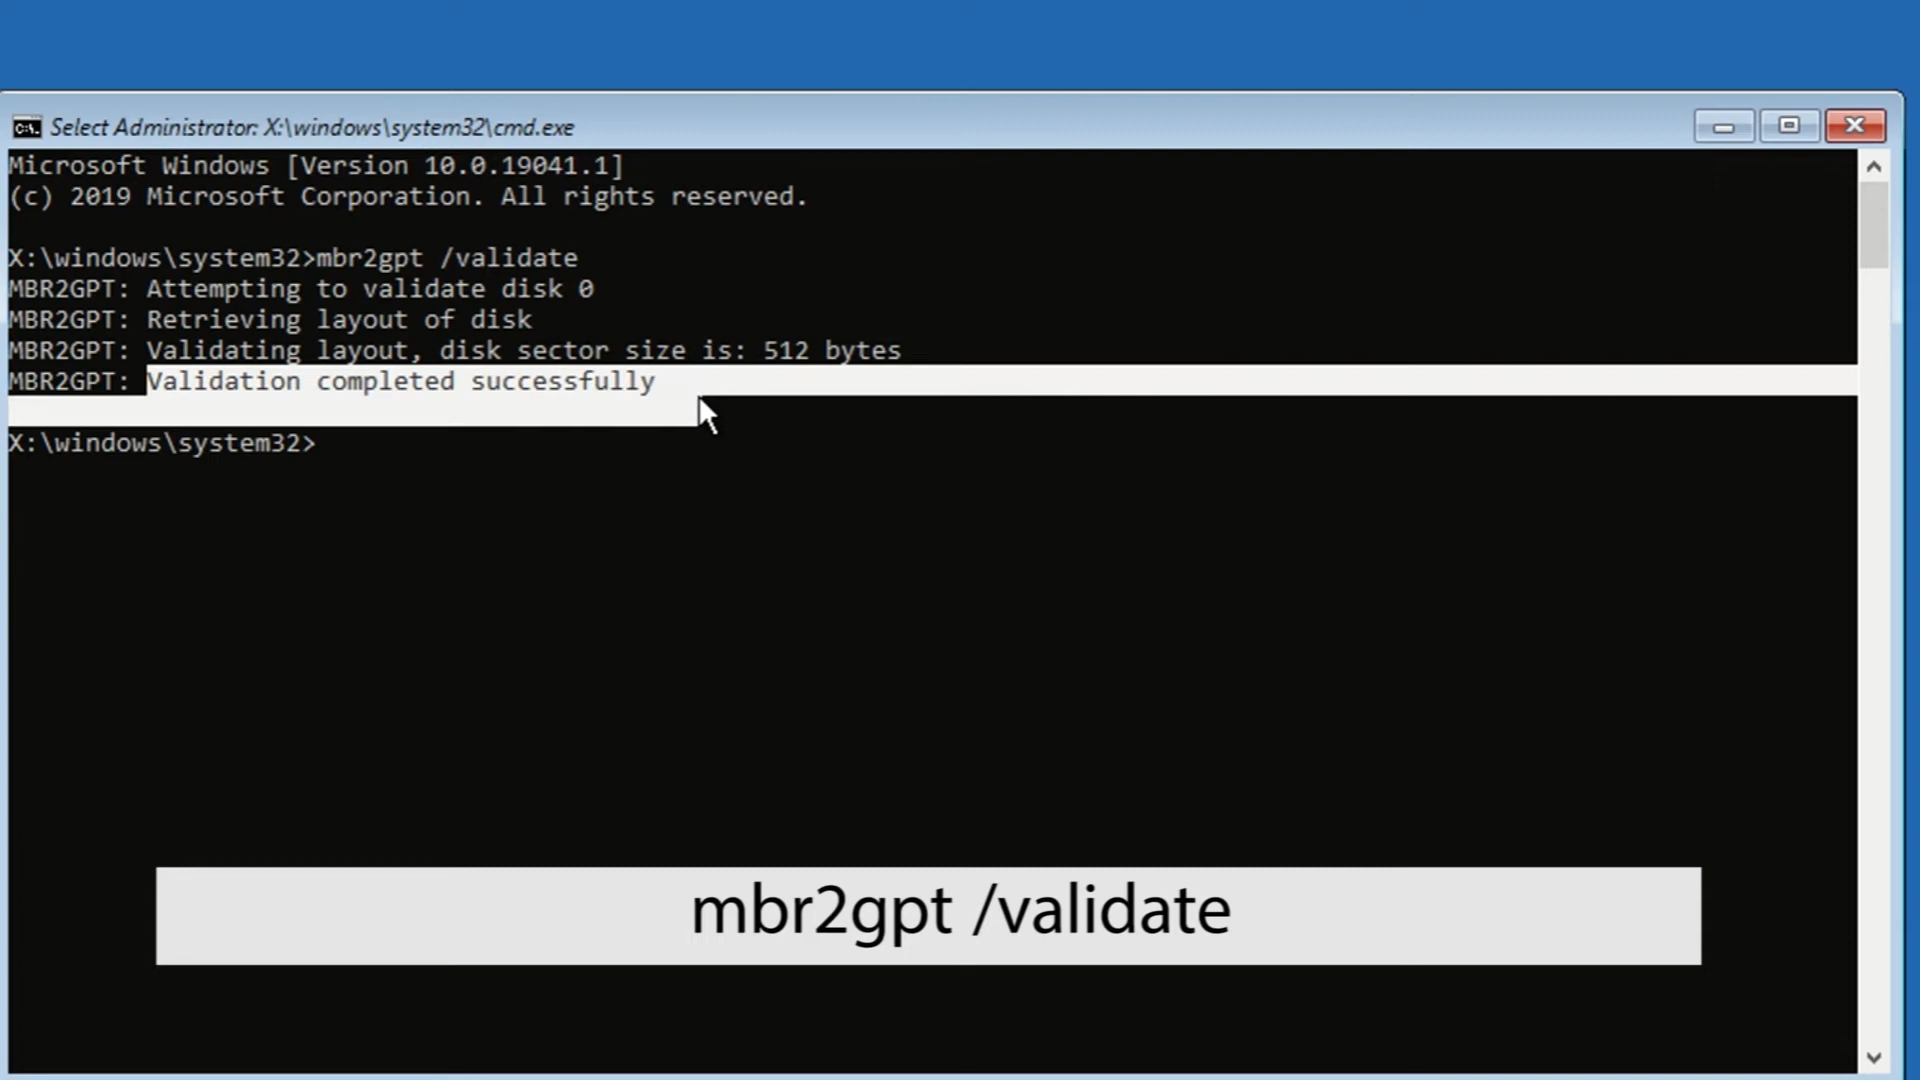 Select Administrator: X:\windows\system32\cmd.exe
Microsoft Windows [Version 10.0.19041.1]
(c) 2019 Microsoft Corporation. All rights reserved.
X:\windows\system32>mbr2gpt /validate
MBR2GPT: Attempting to validate disk 0
MBR2GPT: Retrieving layout of disk
MBR2GPT: Validating layout, disk sector size is: 512 bytes
MBR2GPT: Validation completed successfully
X:\windows\system32>
mbr2gpt /validate